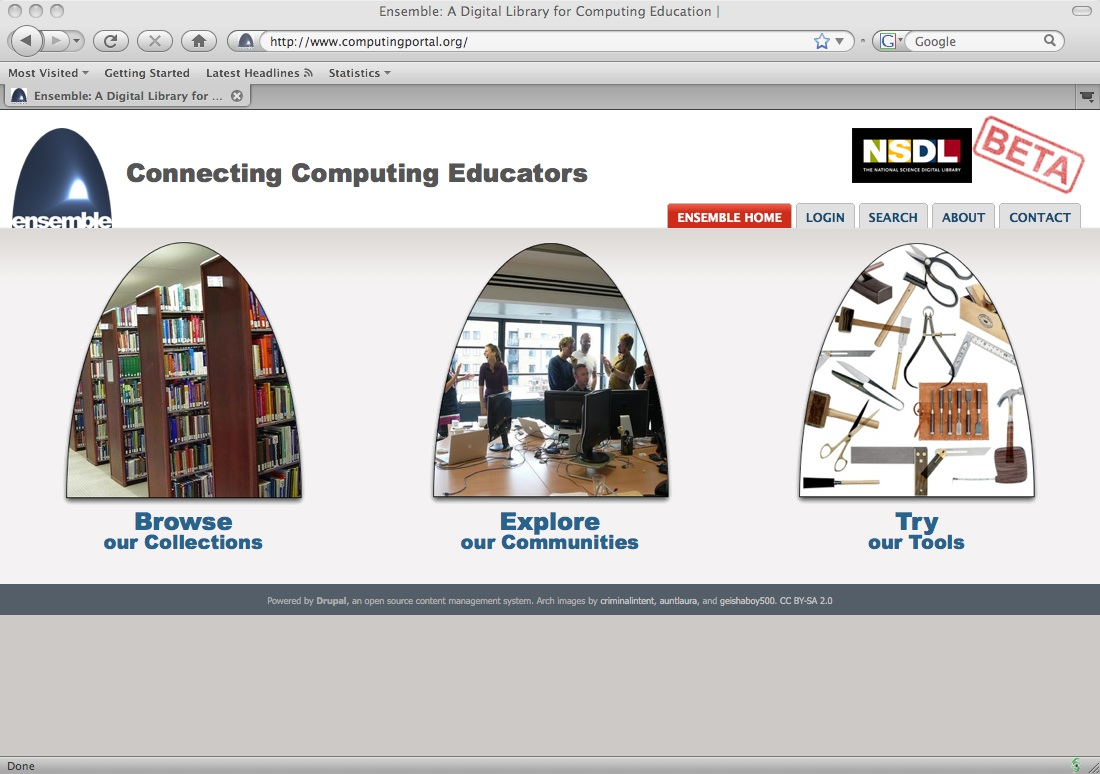 Ensemble: A Digital Library for Computing Education |
http://www.computingportal.org/
Google
Most Visited Getting Started Latest Headlines Statistics
Ensemble: A Digital Library for ...
ensemble
Connecting Computing Educators
NSDL
THE NATIONAL SCIENCE DIGITAL LIBRARY
BETA
ENSEMBLE HOME LOGIN SEARCH ABOUT CONTACT
Browse
our Collections
Explore
our Communities
Try
our Tools
Powered by Drupal, an open source content management system. Arch images by criminalintent, auntlaura, and geishaboy500. CC BY-SA 2.0
Done